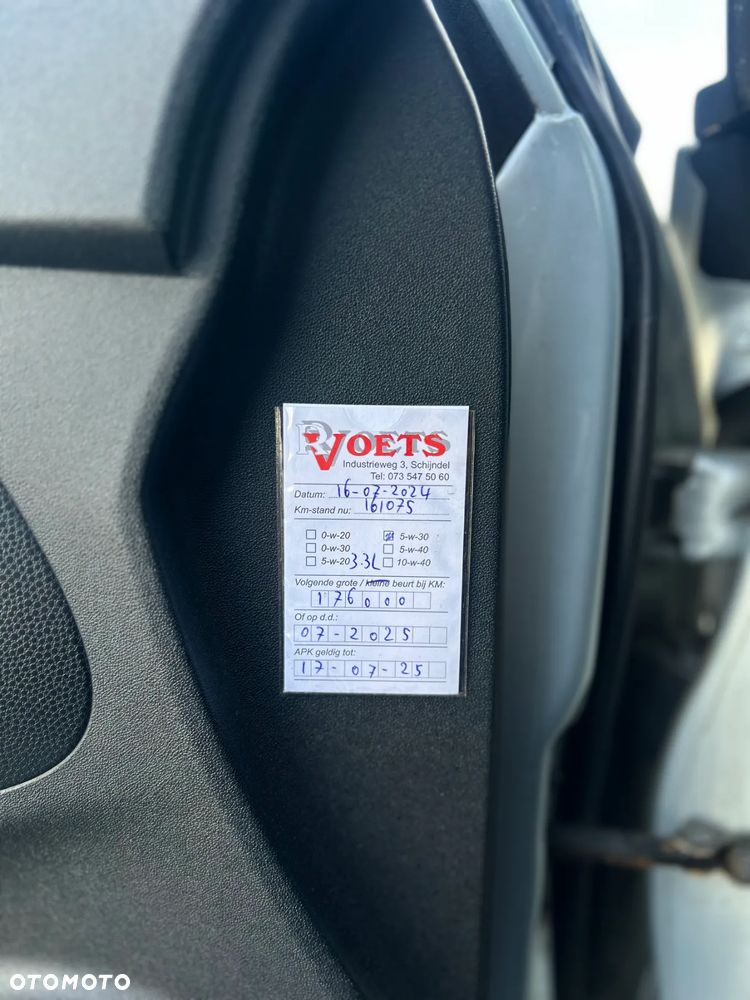 VOETS
Industrieweg 3, Schijndel
Tel: 073 547 50 60
Datum: 16-07-2024
Km-stand nu: 161075
0-w-20 5-w-30
0-w-30 5-w-40
5-w-20 3.3L 10-w-40
Volgende grote / kleine beurt bij KM:
176000
Of op d.d.:
07-2025
APK geldig tot:
17-07-25
OTOMOTO